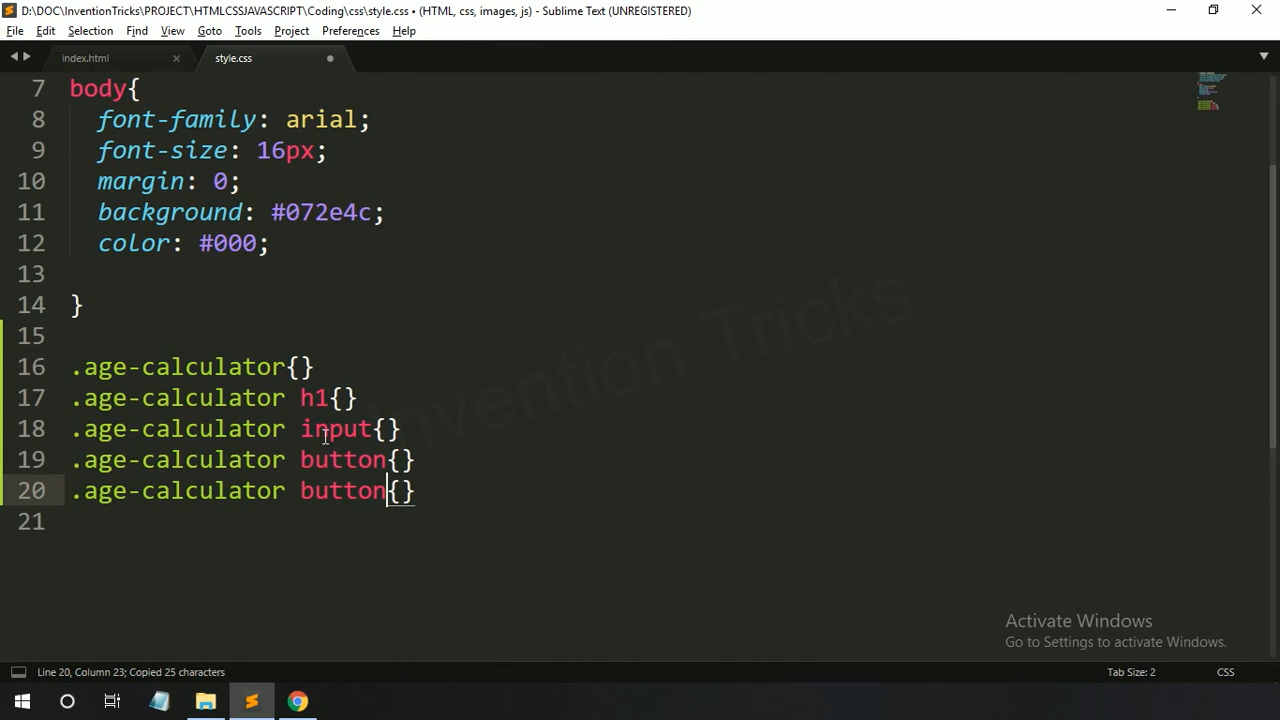 D:\DOC\InventionTricks\PROJECT\HTMLCSSJAVASCRIPT\Coding\css\style.css • (HTML, css, images, js) - Sublime Text (UNREGISTERED)
File Edit Selection View Goto Tools Project Preferences Help
index.html style.css
7 body{
8 font-family: arial;
9 font-size: 16px;
10 margin: 0;
11 background: #072e4c;
12 color: #000;
13
14 }
15
16 .age-calculator{}
17 .age-calculator h1{}
18 .age-calculator input{}
19 .age-calculator button{}
20 .age-calculator button{}
21
Invention Tricks
Activate Windows
Go to Settings to activate Windows.
Line 20, Column 23; Copied 25 characters Tab Size: 2 CSS